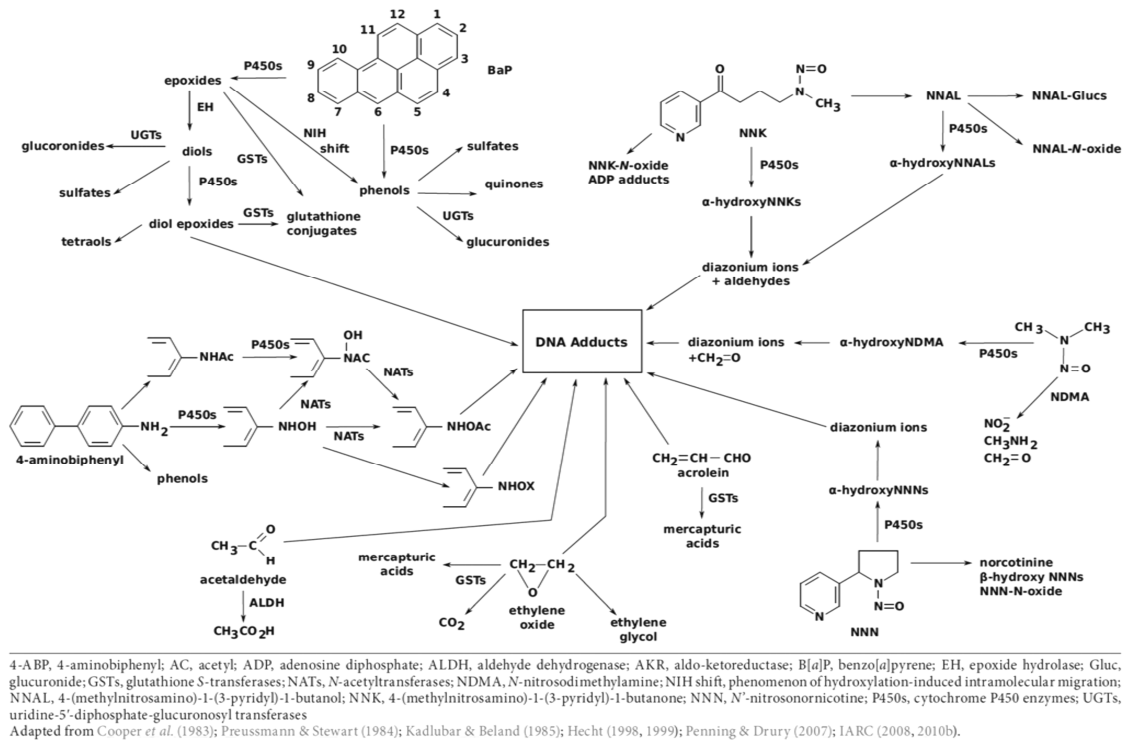 12
1
11
2
10
3
9
BaP
8
4
7
6
5
P450s
epoxides
EH
NIH
shift
P450s
UGTs
glucoronides
diols
GSTs
sulfates
P450s
phenols
quinones
sulfates
UGTs
diol epoxides
GSTs
glutathione
conjugates
glucuronides
tetraols
O
N=O
N
CH3
N
NNK
NNAL
NNAL-Glucs
P450s
NNAL-N-oxide
NNK-N-oxide
ADP adducts
P450s
α-hydroxyNNALs
α-hydroxyNNKs
diazonium ions
+ aldehydes
DNA Adducts
diazonium ions
+CH2=O
α-hydroxyNDMA
P450s
CH3
CH3
N
N=O
NDMA
NO2−
CH3NH2
CH2=O
NHAc
P450s
OH
NAC
NATs
NH2
P450s
NHOH
NATs
NATs
NHOAc
4-aminobiphenyl
phenols
NHOX
diazonium ions
α-hydroxyNNNs
P450s
N
N
N=O
NNN
norcotinine
β-hydroxy NNNs
NNN-N-oxide
CH2=CH−CHO
acrolein
GSTs
mercapturic
acids
CH3−C
O
H
acetaldehyde
ALDH
CH3CO2H
mercapturic
acids
GSTs
CH2−CH2
O
ethylene
oxide
CO2
ethylene
glycol
4-ABP, 4-aminobiphenyl; AC, acetyl; ADP, adenosine diphosphate; ALDH, aldehyde dehydrogenase; AKR, aldo-ketoreductase; B[a]P, benzo[a]pyrene; EH, epoxide hydrolase; Gluc,
glucuronide; GSTs, glutathione S-transferases; NATs, N-acetyltransferases; NDMA, N-nitrosodimethylamine; NIH shift, phenomenon of hydroxylation-induced intramolecular migration;
NNAL, 4-(methylnitrosamino)-1-(3-pyridyl)-1-butanol; NNK, 4-(methylnitrosamino)-1-(3-pyridyl)-1-butanone; NNN, N′-nitrosonornicotine; P450s, cytochrome P450 enzymes; UGTs,
uridine-5′-diphosphate-glucuronosyl transferases
Adapted from Cooper et al. (1983); Preussmann & Stewart (1984); Kadlubar & Beland (1985); Hecht (1998, 1999); Penning & Drury (2007); IARC (2008, 2010b).